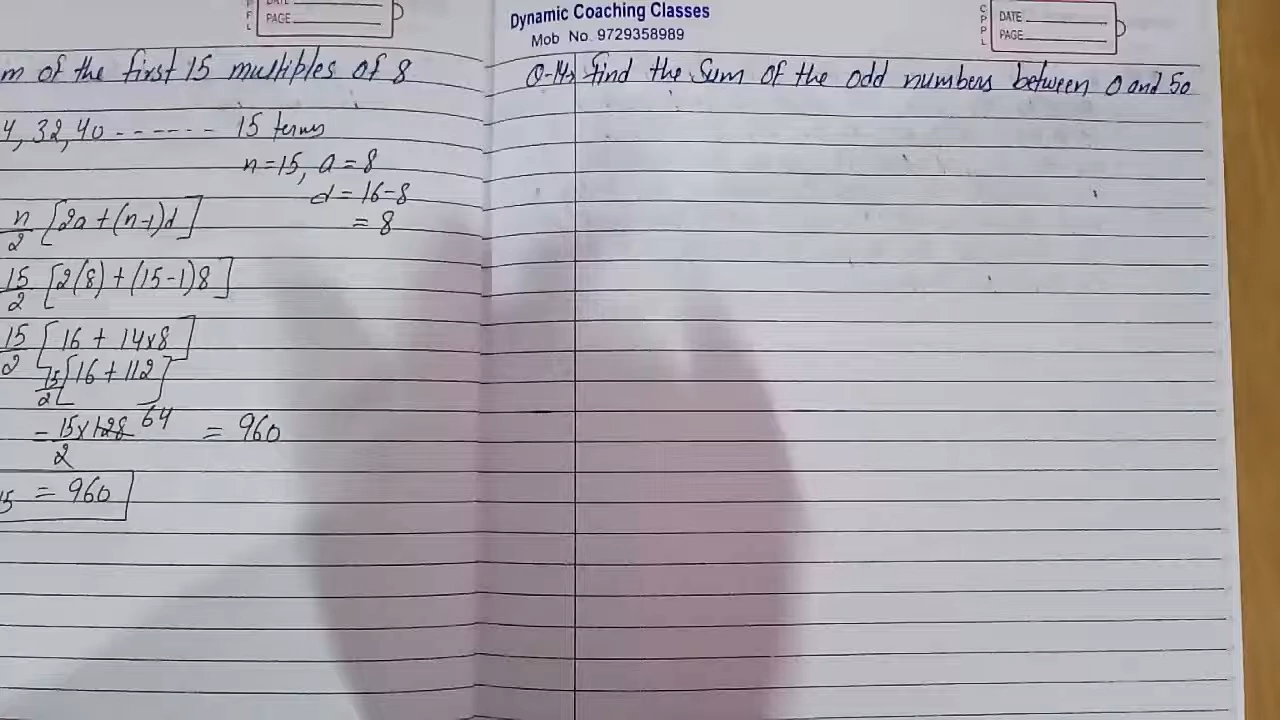 PAGE
m of the first 15 multiples of 8
4, 32, 40 ------- 15 terms
n=15, a=8
d = 16-8
= 8
n/2 [2a+(n-1)d]
15/2 [2(8)+(15-1)8]
15/2 [16 + 14×8]
15/2 [16+112]
= 15×128 64 / 2 = 960
15 = 960
Dynamic Coaching Classes
Mob No. 9729358989
CPPL
DATE
PAGE
Q-14> find the Sum of the odd numbers between 0 and 50